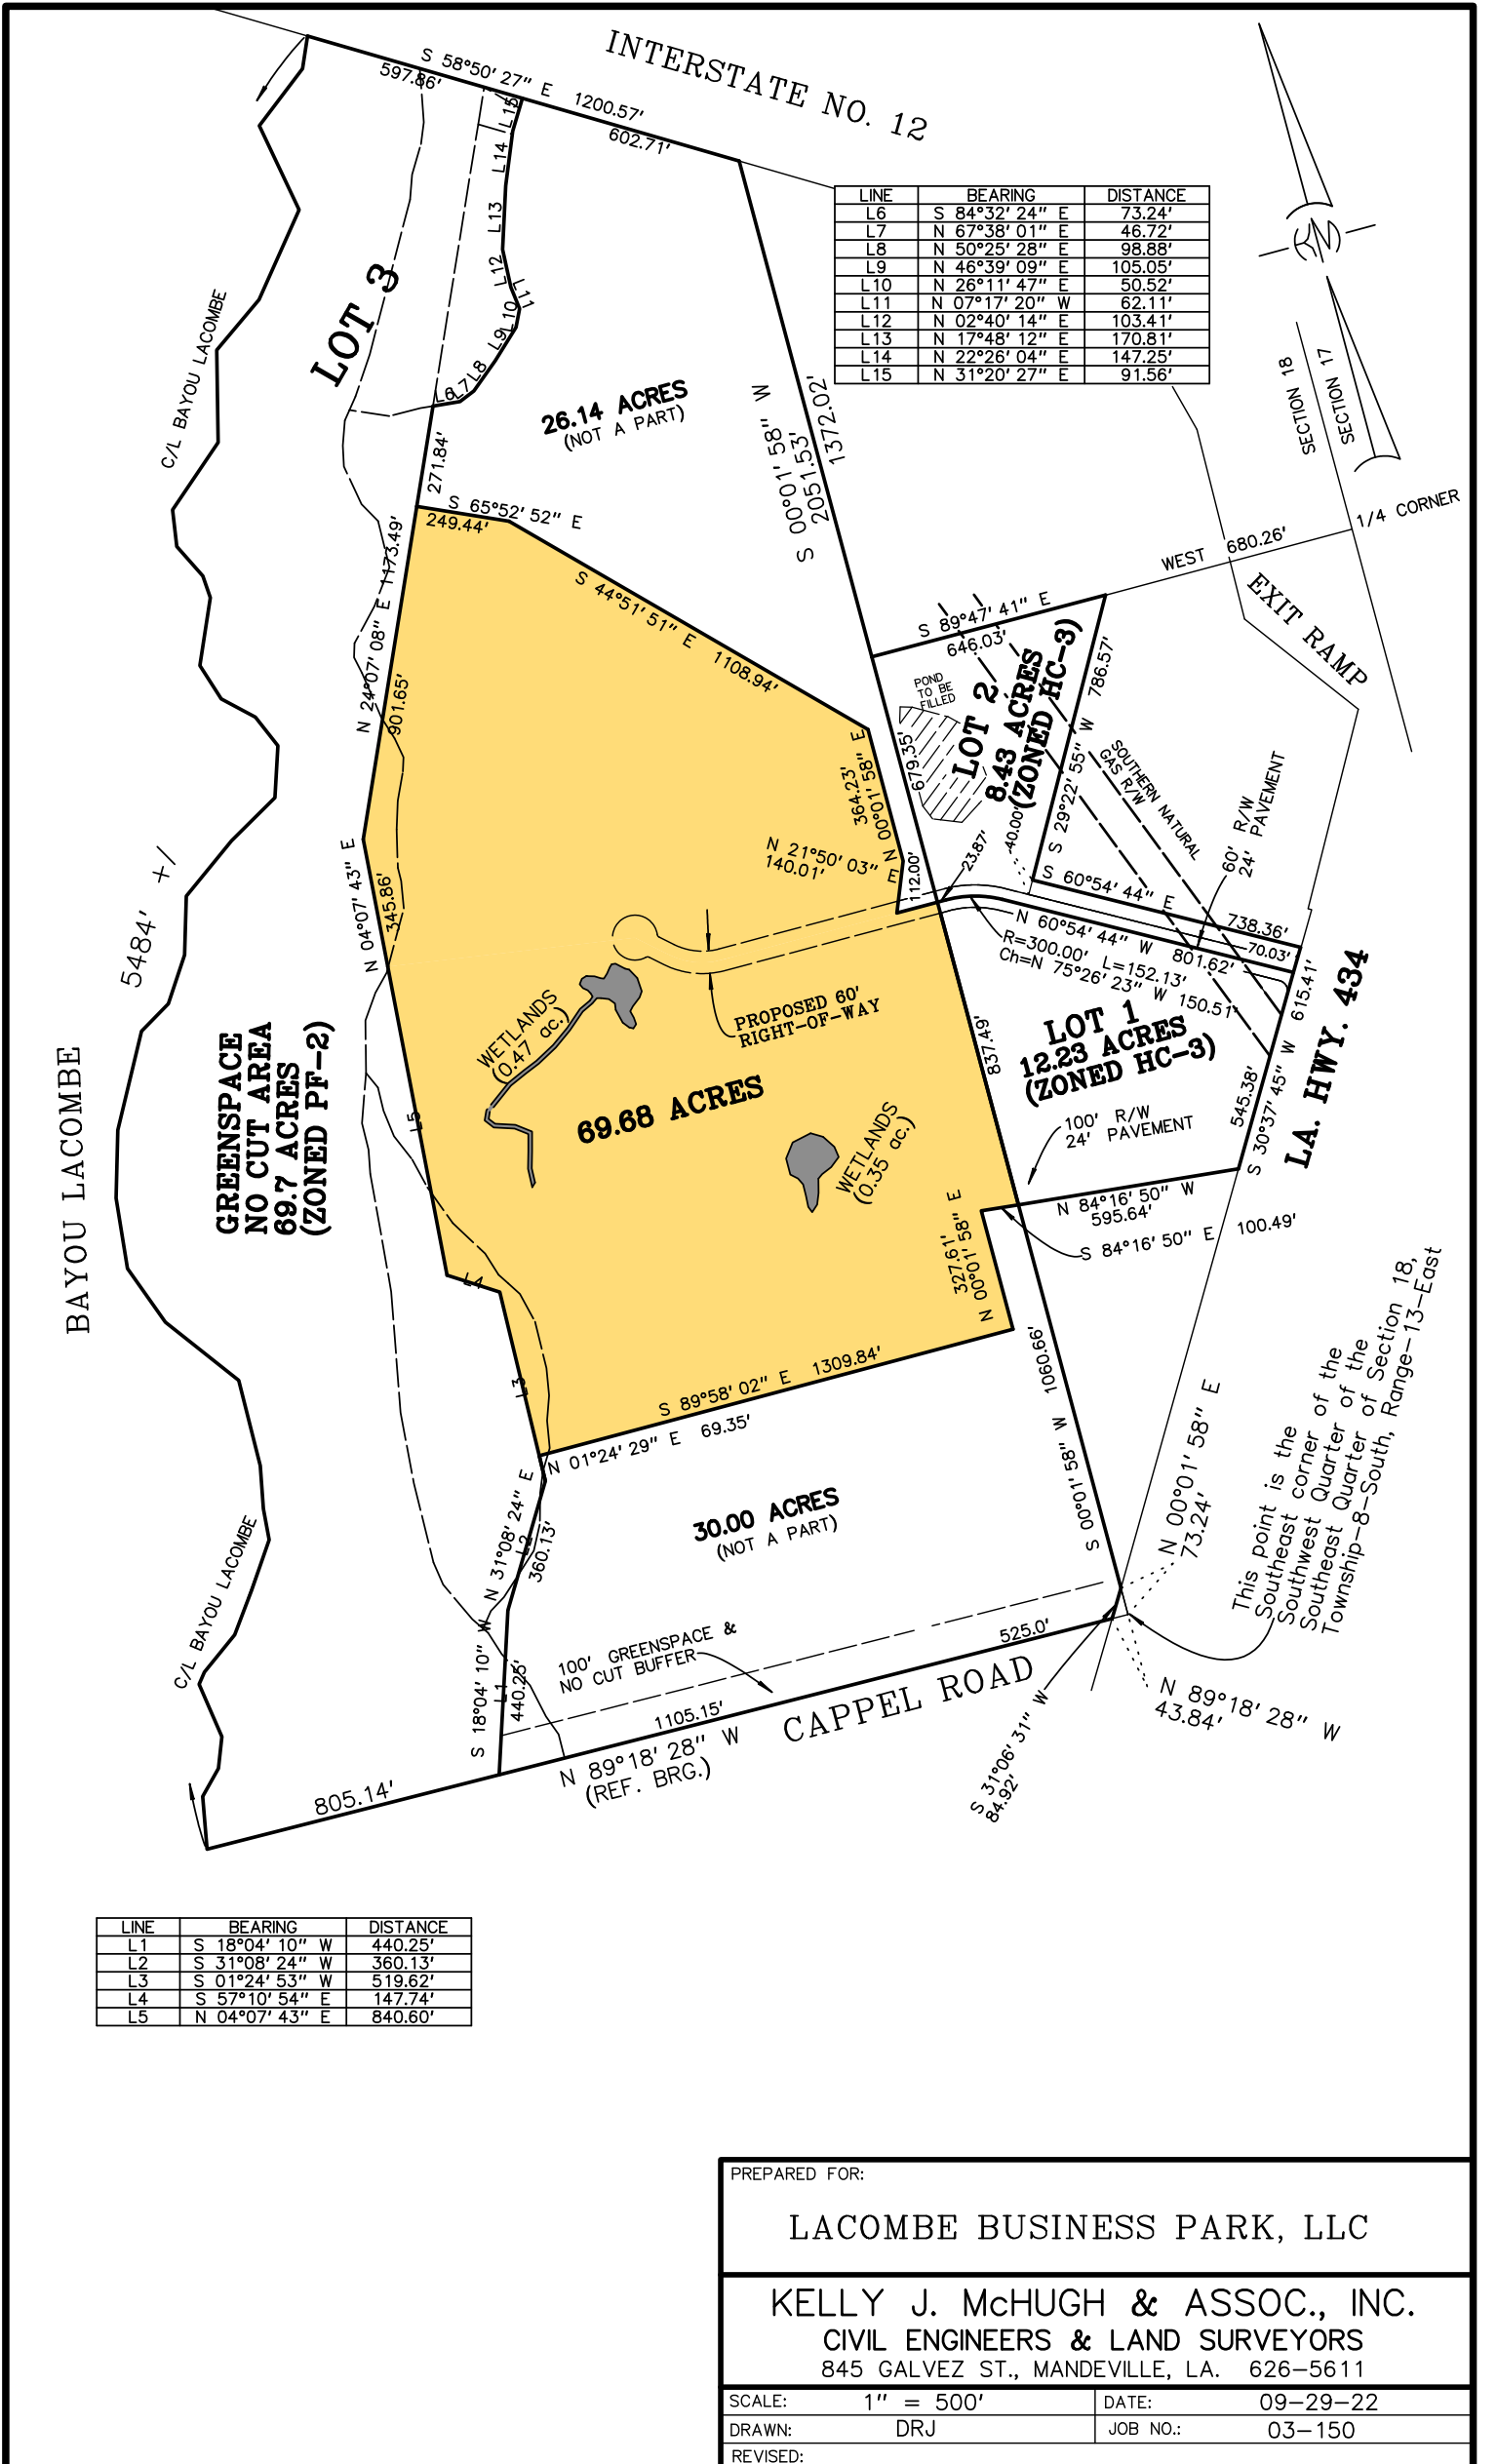 INTERSTATE NO. 12
S 58°50'27" E 1200.57'
597.86'
602.71'
LINE BEARING DISTANCE
L6 S 84°32'24" E 73.24'
L7 N 67°38'01" E 46.72'
L8 N 50°25'28" E 98.88'
L9 N 46°39'09" E 105.05'
L10 N 26°11'47" E 50.52'
L11 N 07°17'20" W 62.11'
L12 N 02°40'14" E 103.41'
L13 N 17°48'12" E 170.81'
L14 N 22°26'04" E 147.25'
L15 N 31°20'27" E 91.56'
L15
L14
L13
L12
L11
L10
L9
L8
L7
L6
LOT 3
C/L BAYOU LACOMBE
26.14 ACRES
(NOT A PART)
S 00°01'58" W
2051.53'
1372.02'
SECTION 18
SECTION 17
1/4 CORNER
WEST 680.26'
EXIT RAMP
271.84'
S 65°52'52" E
249.44'
N 24°07'08" E 1173.49'
901.65'
S 44°51'51" E 1108.94'
S 89°47'41" E
646.03'
POND
TO BE
FILLED
LOT 2
8.43 ACRES
(ZONED HC-3)
786.57'
S 29°22'55" W
SOUTHERN NATURAL
GAS R/W
60' R/W
24' PAVEMENT
679.35'
364.23'
N 00°01'58" E
N 21°50'03" E
140.01'
112.00'
23.87'
40.00'
S 60°54'44" E
738.36'
N 60°54'44" W
801.62'
70.03'
R=300.00' L=152.13'
Ch=N 75°26'23" W 150.51'
615.41'
LA. HWY. 434
N 04°07'43" E
345.86'
5484' +/
BAYOU LACOMBE
GREENSPACE
NO CUT AREA
69.7 ACRES
(ZONED PF-2)
WETLANDS
(0.47 ac.)
PROPOSED 60'
RIGHT-OF-WAY
69.68 ACRES
WETLANDS
(0.35 ac.)
837.49'
LOT 1
12.23 ACRES
(ZONED HC-3)
100' R/W
24' PAVEMENT
545.38'
S 30°37'45" W
N 84°16'50" W
595.64'
S 84°16'50" E 100.49'
327.61'
N 00°01'58" E
L5
L4
L3
S 89°58'02" E 1309.84'
N 01°24'29" E 69.35'
1060.66'
S 00°01'58" W
N 00°01'58" E
73.24'
This point is the
Southeast corner of the
Southwest Quarter of the
Southeast Quarter of Section 18,
Township-8-South, Range-13-East
30.00 ACRES
(NOT A PART)
N 31°08'24" E
L2
360.13'
S 18°04'10" W
L1
440.25'
C/L BAYOU LACOMBE
100' GREENSPACE &
NO CUT BUFFER
525.0'
1105.15'
CAPPEL ROAD
N 89°18'28" W
(REF. BRG.)
805.14'
S 31°06'31" W
84.92'
N 89°18'28" W
43.84'
LINE BEARING DISTANCE
L1 S 18°04'10" W 440.25'
L2 S 31°08'24" W 360.13'
L3 S 01°24'53" W 519.62'
L4 S 57°10'54" E 147.74'
L5 N 04°07'43" E 840.60'
PREPARED FOR:
LACOMBE BUSINESS PARK, LLC
KELLY J. McHUGH & ASSOC., INC.
CIVIL ENGINEERS & LAND SURVEYORS
845 GALVEZ ST., MANDEVILLE, LA. 626-5611
SCALE: 1" = 500' DATE: 09-29-22
DRAWN: DRJ JOB NO.: 03-150
REVISED: